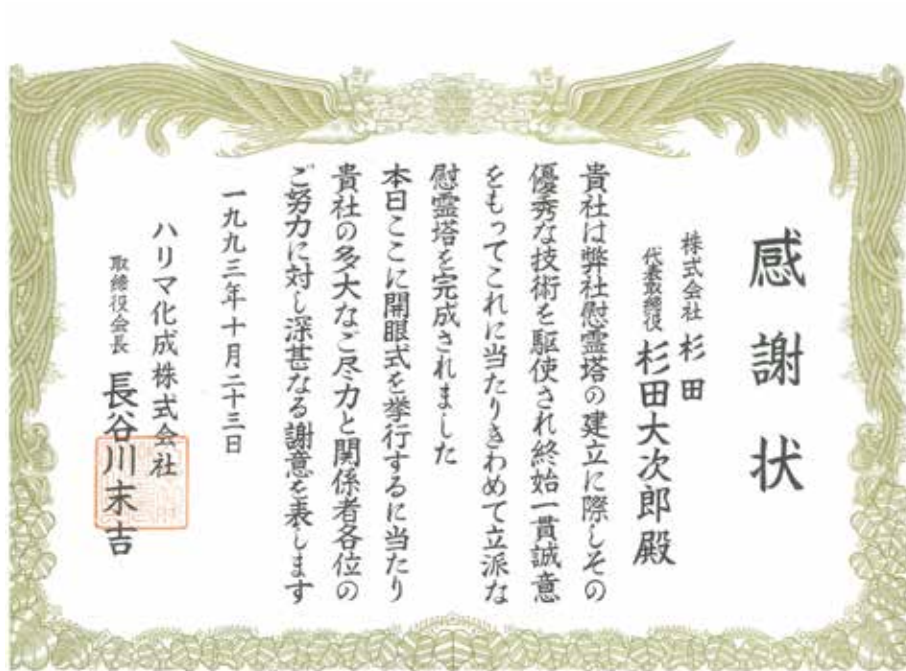 感謝状
株式会社 杉田
代表取締役 杉田大次郎殿
貴社は弊社慰霊塔の建立に際しその
優秀な技術を駆使され終始一貫誠意
をもってこれに当たりきわめて立派な
慰霊塔を完成されました
本日ここに開眼式を挙行するに当たり
貴社の多大なご尽力と関係者各位の
ご努力に対し深甚なる謝意を表します
一九九三年十月二十三日
ハリマ化成株式会社
取締役会長 長谷川末吉